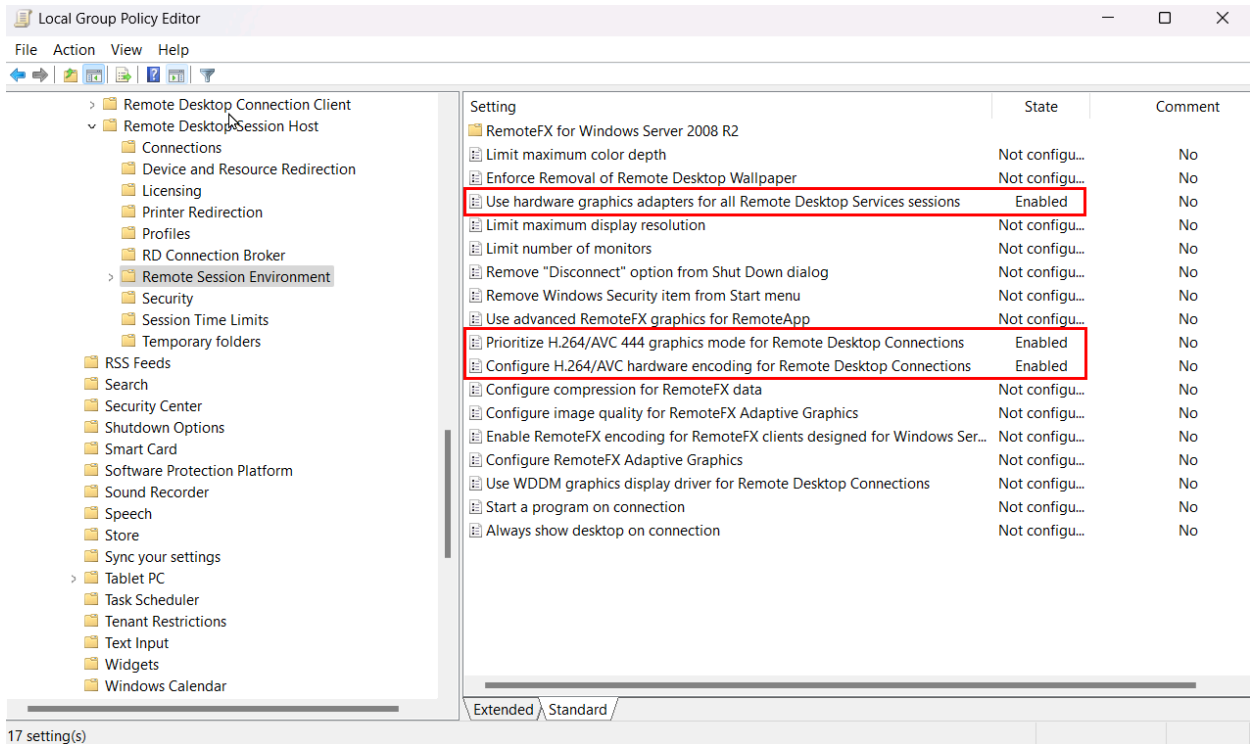 Local Group Policy Editor
File Action View Help
Remote Desktop Connection Client
Remote Desktop Session Host
Connections
Device and Resource Redirection
Licensing
Printer Redirection
Profiles
RD Connection Broker
Remote Session Environment
Security
Session Time Limits
Temporary folders
RSS Feeds
Search
Security Center
Shutdown Options
Smart Card
Software Protection Platform
Sound Recorder
Speech
Store
Sync your settings
Tablet PC
Task Scheduler
Tenant Restrictions
Text Input
Widgets
Windows Calendar
Setting State Comment
RemoteFX for Windows Server 2008 R2
Limit maximum color depth Not configu... No
Enforce Removal of Remote Desktop Wallpaper Not configu... No
Use hardware graphics adapters for all Remote Desktop Services sessions Enabled No
Limit maximum display resolution Not configu... No
Limit number of monitors Not configu... No
Remove "Disconnect" option from Shut Down dialog Not configu... No
Remove Windows Security item from Start menu Not configu... No
Use advanced RemoteFX graphics for RemoteApp Not configu... No
Prioritize H.264/AVC 444 graphics mode for Remote Desktop Connections Enabled No
Configure H.264/AVC hardware encoding for Remote Desktop Connections Enabled No
Configure compression for RemoteFX data Not configu... No
Configure image quality for RemoteFX Adaptive Graphics Not configu... No
Enable RemoteFX encoding for RemoteFX clients designed for Windows Ser... Not configu... No
Configure RemoteFX Adaptive Graphics Not configu... No
Use WDDM graphics display driver for Remote Desktop Connections Not configu... No
Start a program on connection Not configu... No
Always show desktop on connection Not configu... No
Extended Standard
17 setting(s)